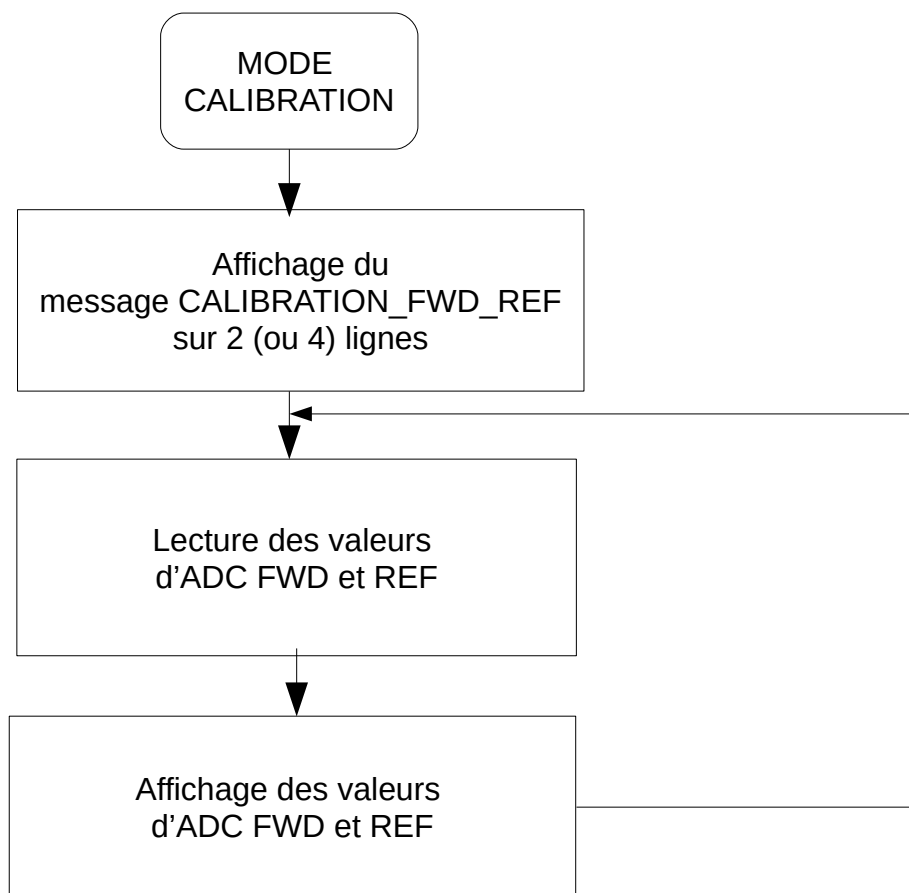 MODE
CALIBRATION
Affichage du
message CALIBRATION_FWD_REF
sur 2 (ou 4) lignes
Lecture des valeurs
d’ADC FWD et REF
Affichage des valeurs
d’ADC FWD et REF